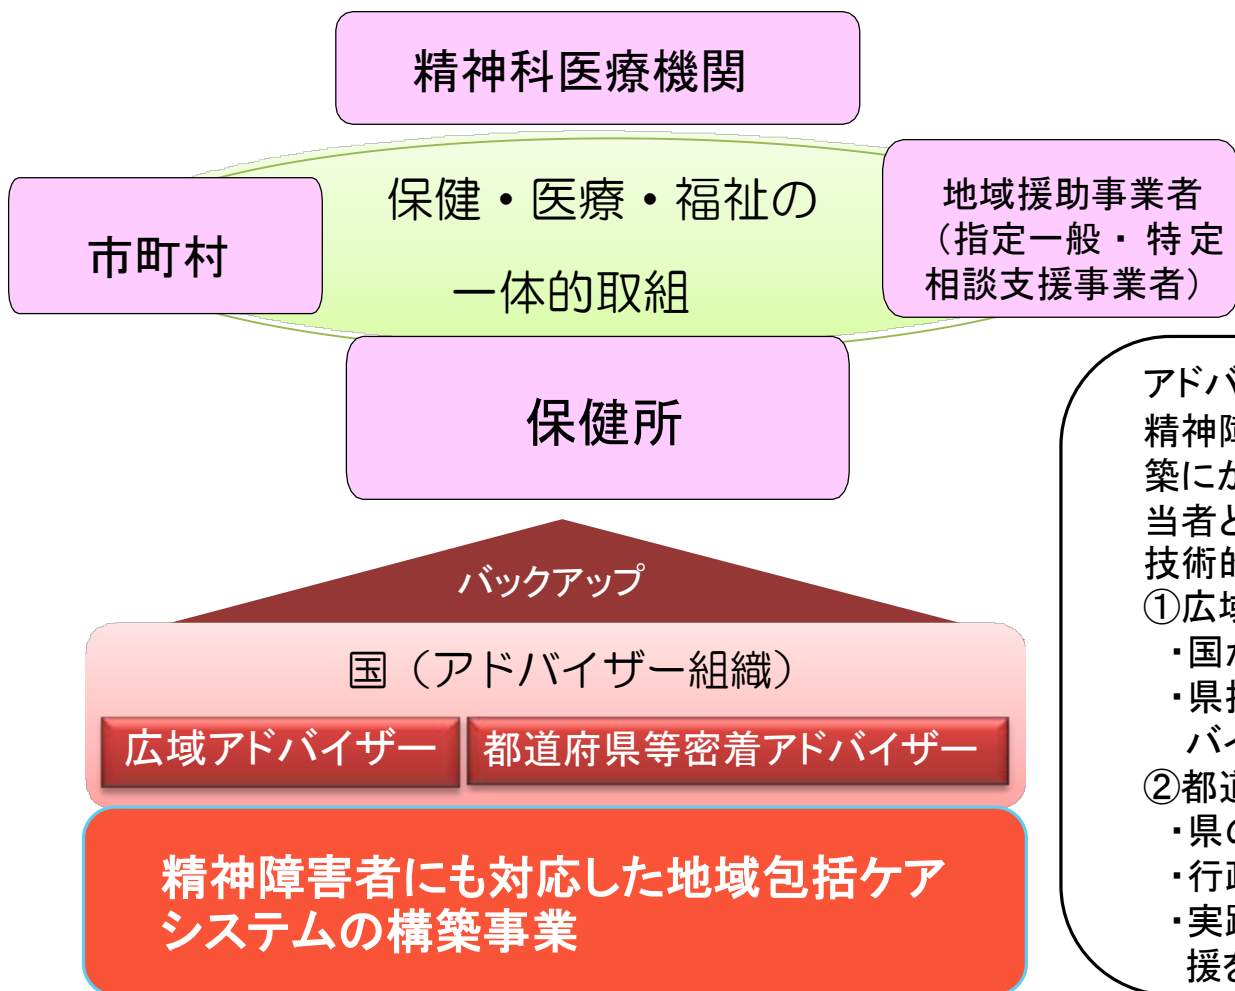 精神科医療機関
保健・医療・福祉の
一体的取組
市町村
地域援助事業者
（指定一般・特定
相談支援事業者）
保健所
バックアップ
国（アドバイザー組織）
広域アドバイザー
都道府県等密着アドバイザー
精神障害者にも対応した地域包括ケア
システムの構築事業
アドバ
精神障
築にか
当者と
技術的
①広域
・国が
・県担
バイ
②都道
・県の
・行政
・実践
援を